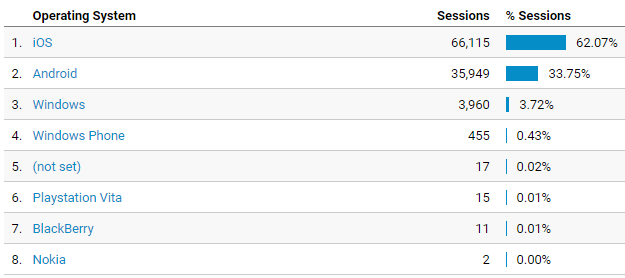 Operating System Sessions % Sessions
1. iOS 66,115 62.07%
2. Android 35,949 33.75%
3. Windows 3,960 3.72%
4. Windows Phone 455 0.43%
5. (not set) 17 0.02%
6. Playstation Vita 15 0.01%
7. BlackBerry 11 0.01%
8. Nokia 2 0.00%